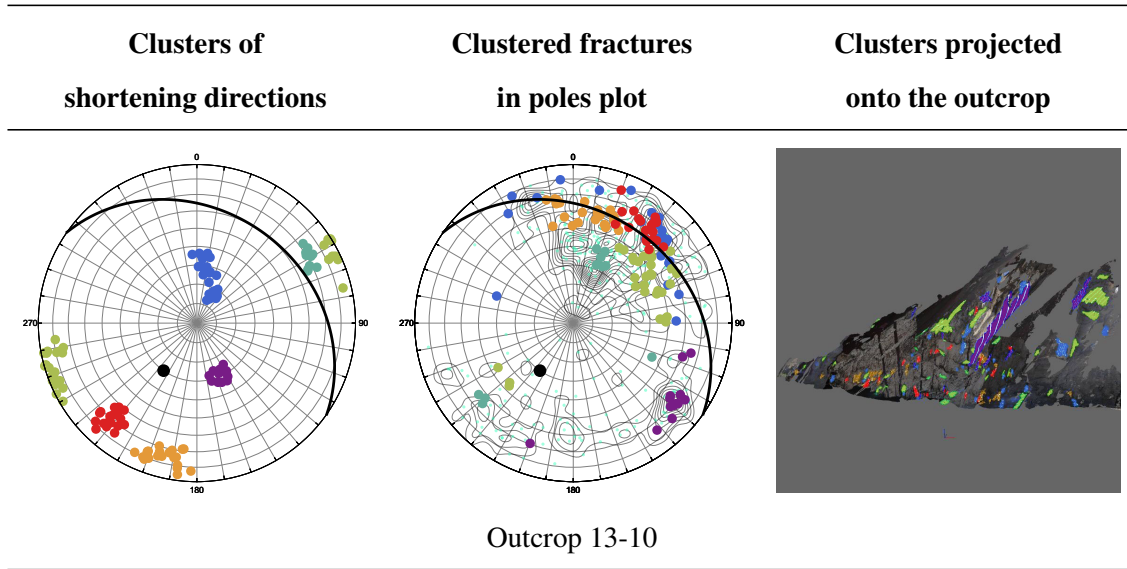 Clusters of
shortening directions
Clustered fractures
in poles plot
Clusters projected
onto the outcrop
0
270
90
180
0
270
90
180
Outcrop 13-10